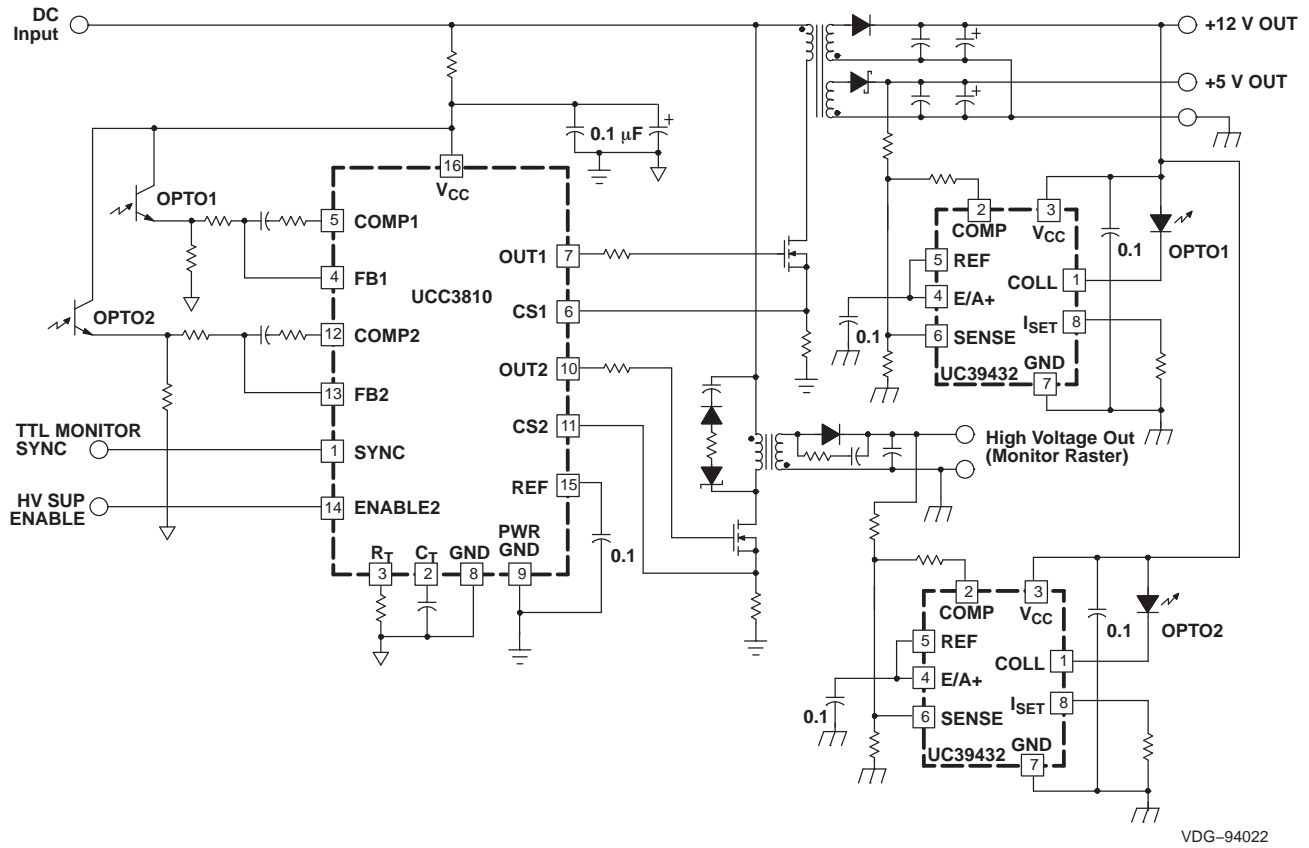 DC
Input
+12 V OUT
+5 V OUT
0.1 μF
16
VCC
OPTO1
5 COMP1
4 FB1
UCC3810
OUT1 7
CS1 6
OPTO2
12 COMP2
13 FB2
OUT2 10
CS2 11
TTL MONITOR
SYNC
1 SYNC
HV SUP
ENABLE
14 ENABLE2
REF 15
0.1
RT CT GND PWR
GND
3 2 8 9
2 3
COMP VCC
0.1
OPTO1
5 REF
COLL 1
4 E/A+
0.1
6 SENSE
ISET 8
GND
UC39432 7
High Voltage Out
(Monitor Raster)
2 3
COMP VCC
0.1
OPTO2
5 REF
COLL 1
4 E/A+
0.1
6 SENSE
ISET 8
GND
UC39432 7
VDG–94022